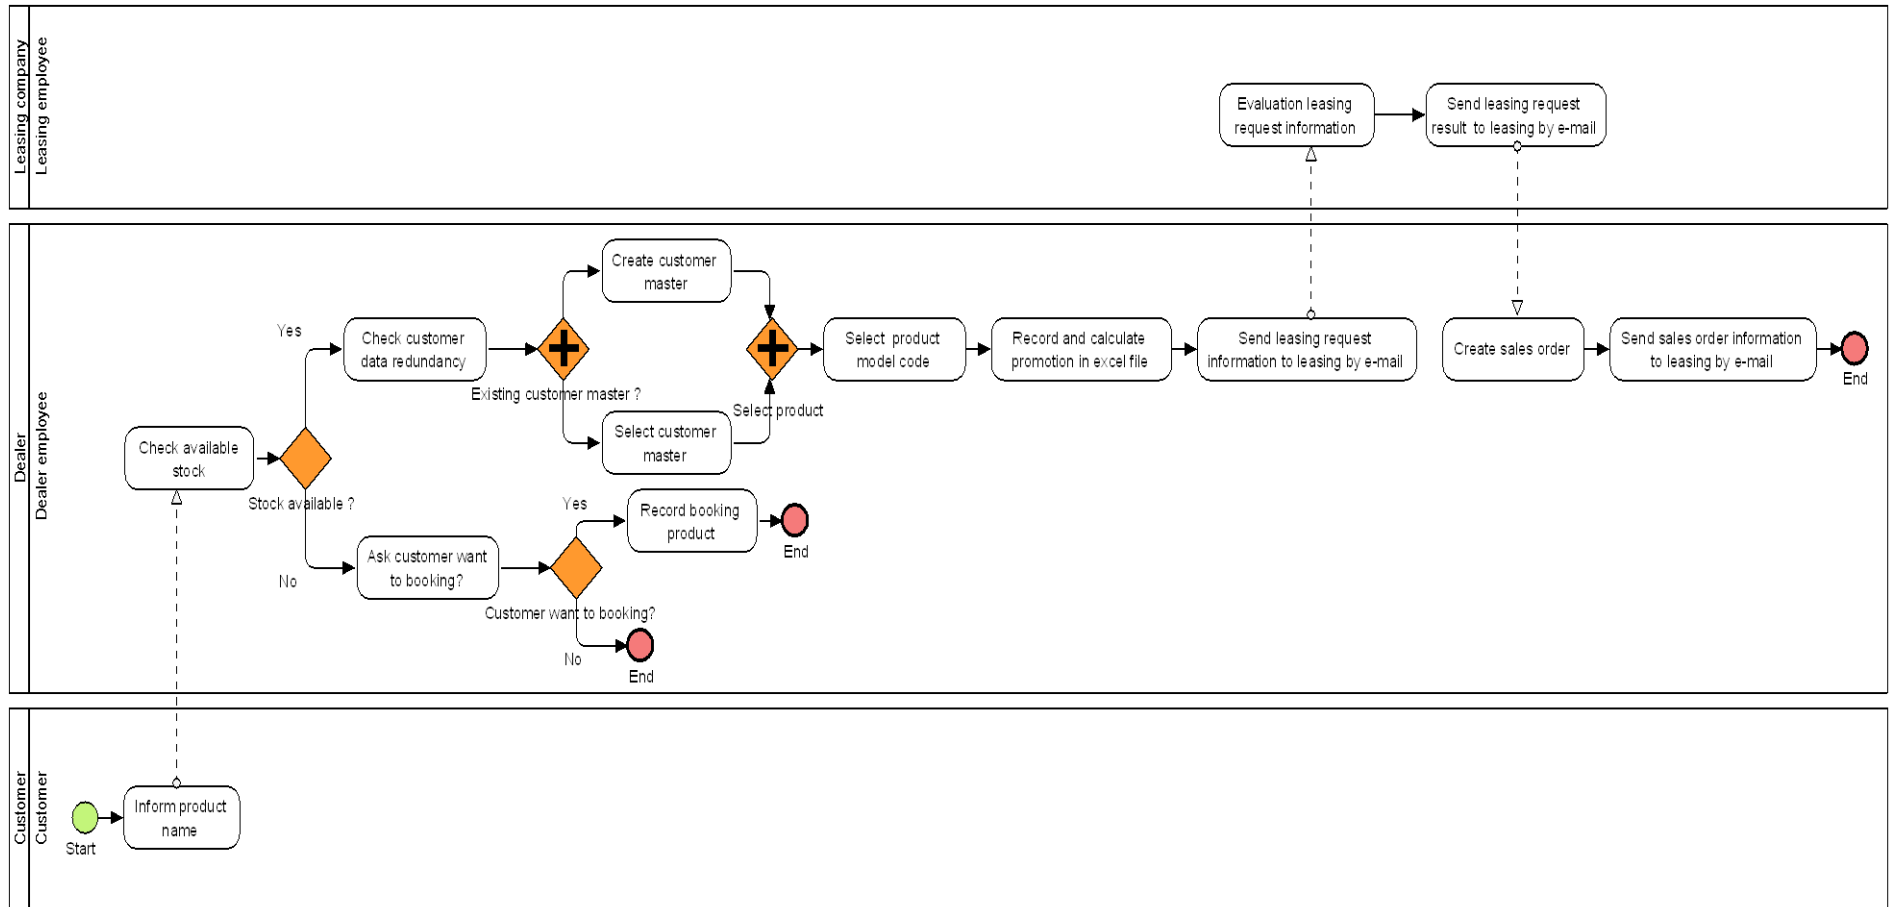 Leasing company
Leasing employee
Evaluation leasing
request information
Send leasing request
result to leasing by e-mail
Dealer
Dealer employee
Create customer
master
Yes
Check customer
data redundancy
Existing customer master ?
Select customer
master
Select product
Select product
model code
Record and calculate
promotion in excel file
Send leasing request
information to leasing by e-mail
Create sales order
Send sales order information
to leasing by e-mail
End
Check available
stock
Stock available ?
No
Ask customer want
to booking?
Yes
Customer want to booking?
Record booking
product
End
No
End
Customer
Customer
Start
Inform product
name